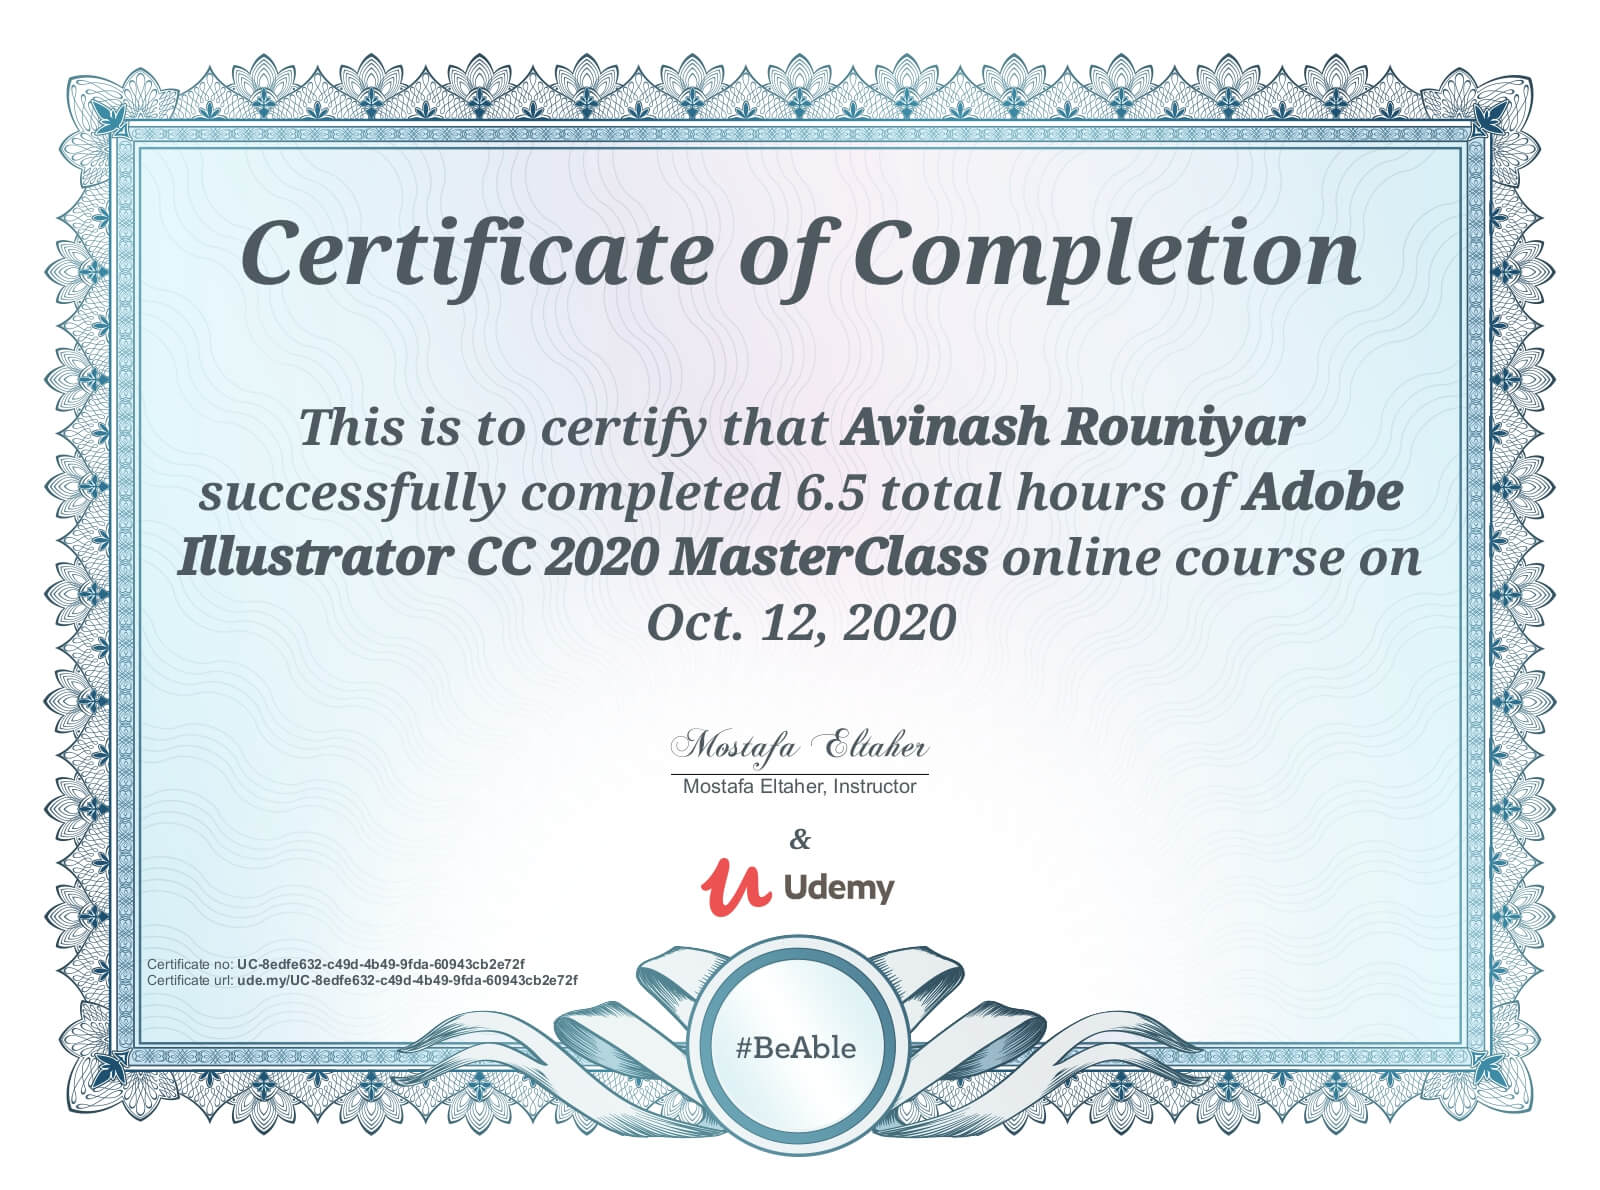 Certificate of Completion
This is to certify that Avinash Rouniyar
successfully completed 6.5 total hours of Adobe
Illustrator CC 2020 MasterClass online course on
Oct. 12, 2020
Mostafa Eltaher
Mostafa Eltaher, Instructor
&
Udemy
Certificate no: UC-8edfe632-c49d-4b49-9fda-60943cb2e72f
Certificate url: ude.my/UC-8edfe632-c49d-4b49-9fda-60943cb2e72f
#BeAble